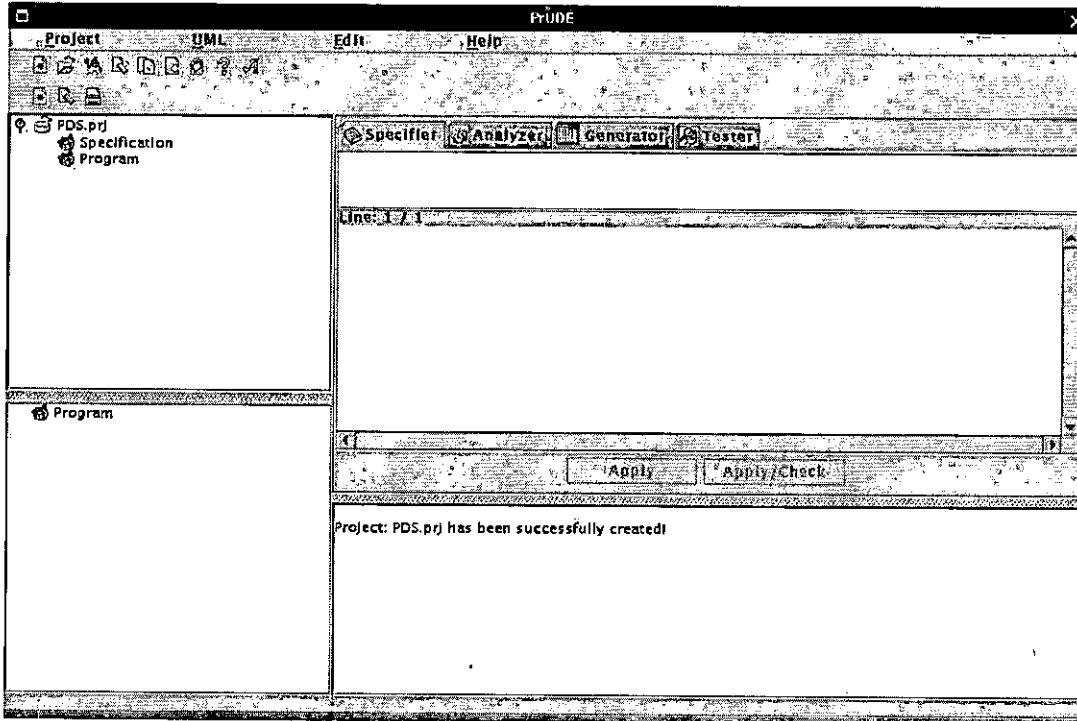 PrUDE
Project UML Edit Help
PDS.prj
Specification
Program
Specifier Analyzer Generator Tester
Line: 1 / 1
Program
Apply Apply/Check
Project: PDS.prj has been successfully created!